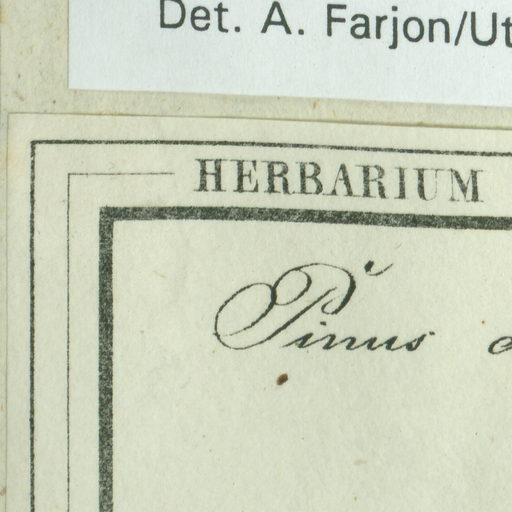 Det. A. Farjon/Ut
HERBARIUM
Pinus